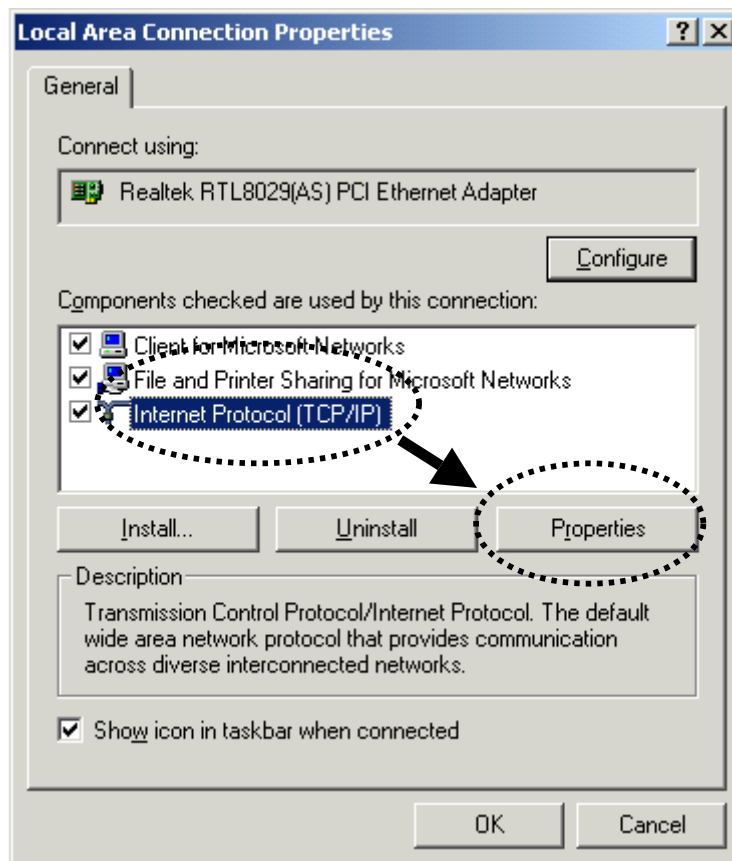 Local Area Connection Properties
General
Connect using:
Realtek RTL8029(AS) PCI Ethernet Adapter
Configure
Components checked are used by this connection:
Client for Microsoft Networks
File and Printer Sharing for Microsoft Networks
Internet Protocol (TCP/IP)
Install... Uninstall Properties
Description
Transmission Control Protocol/Internet Protocol. The default
wide area network protocol that provides communication
across diverse interconnected networks.
Show icon in taskbar when connected
OK Cancel